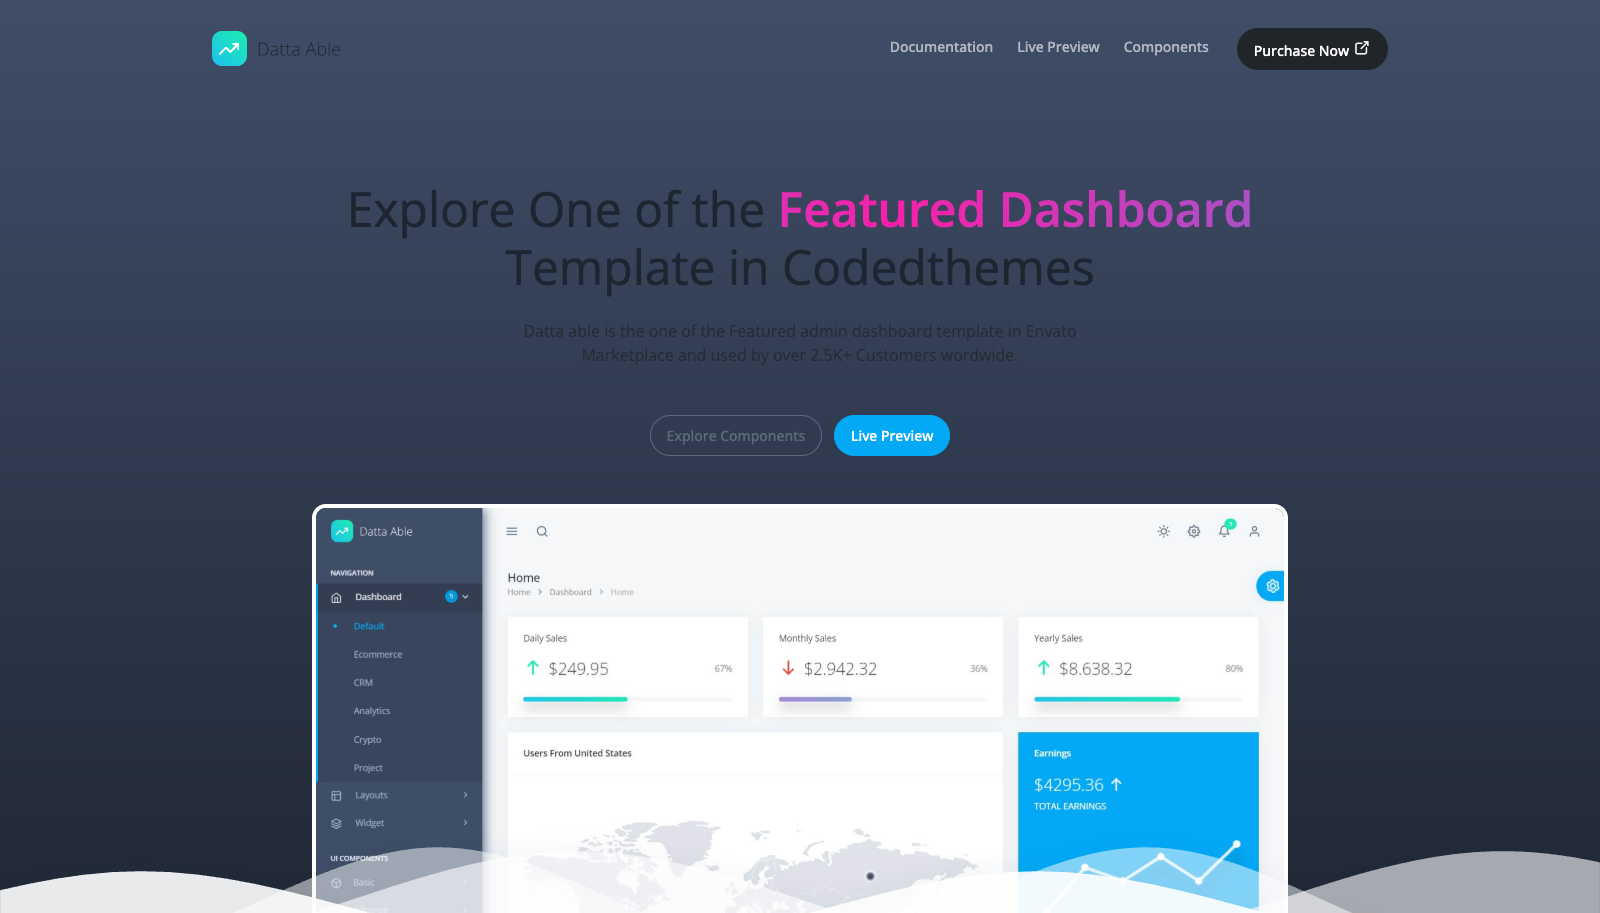 Datta Able
Documentation
Live Preview
Components
Purchase Now
Explore One of the Featured Dashboard
Template in Codedthemes
Datta able is the one of the Featured admin dashboard template in Envato
Marketplace and used by over 2.5K+ Customers wordwide.
Explore Components
Live Preview
Datta Able
NAVIGATION
Dashboard
5
Default
Ecommerce
CRM
Analytics
Crypto
Project
Layouts
Widget
UI COMPONENTS
Basic
Home
Home > Dashboard > Home
Daily Sales
$249.95
67%
Monthly Sales
$2.942.32
36%
Yearly Sales
$8.638.32
80%
Users From United States
Earnings
$4295.36
TOTAL EARNINGS